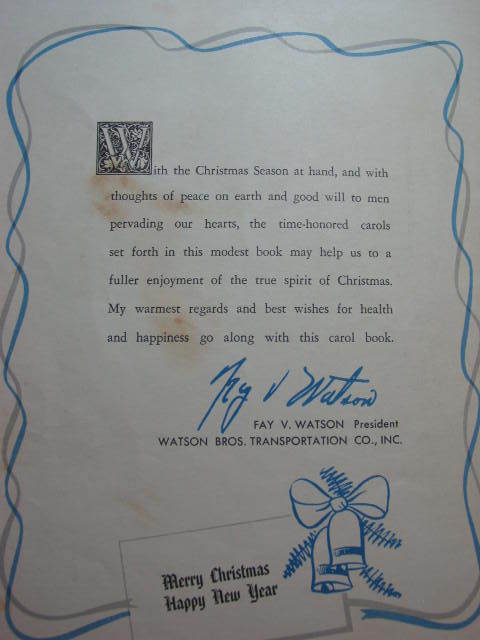 With the Christmas Season at hand, and with
thoughts of peace on earth and good will to men
pervading our hearts, the time-honored carols
set forth in this modest book may help us to a
fuller enjoyment of the true spirit of Christmas.
My warmest regards and best wishes for health
and happiness go along with this carol book.
Fay V Watson
FAY V. WATSON President
WATSON BROS. TRANSPORTATION CO., INC.
Merry Christmas
Happy New Year